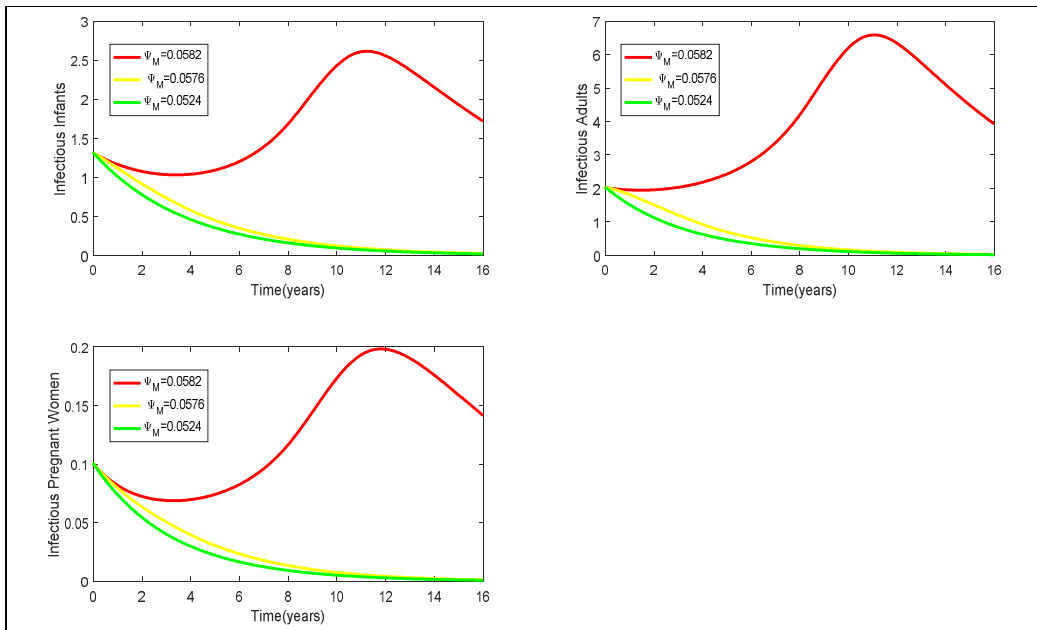 3
2.5
2
1.5
1
0.5
0
Infectious Infants
Ψ_M=0.0582
Ψ_M=0.0576
Ψ_M=0.0524
0 2 4 6 8 10 12 14 16
Time(years)
7
6
5
4
3
2
1
0
Infectious Adults
Ψ_M=0.0582
Ψ_M=0.0576
Ψ_M=0.0524
0 2 4 6 8 10 12 14 16
Time(years)
0.2
0.15
0.1
0.05
0
Infectious Pregnant Women
Ψ_M=0.0582
Ψ_M=0.0576
Ψ_M=0.0524
0 2 4 6 8 10 12 14 16
Time(years)